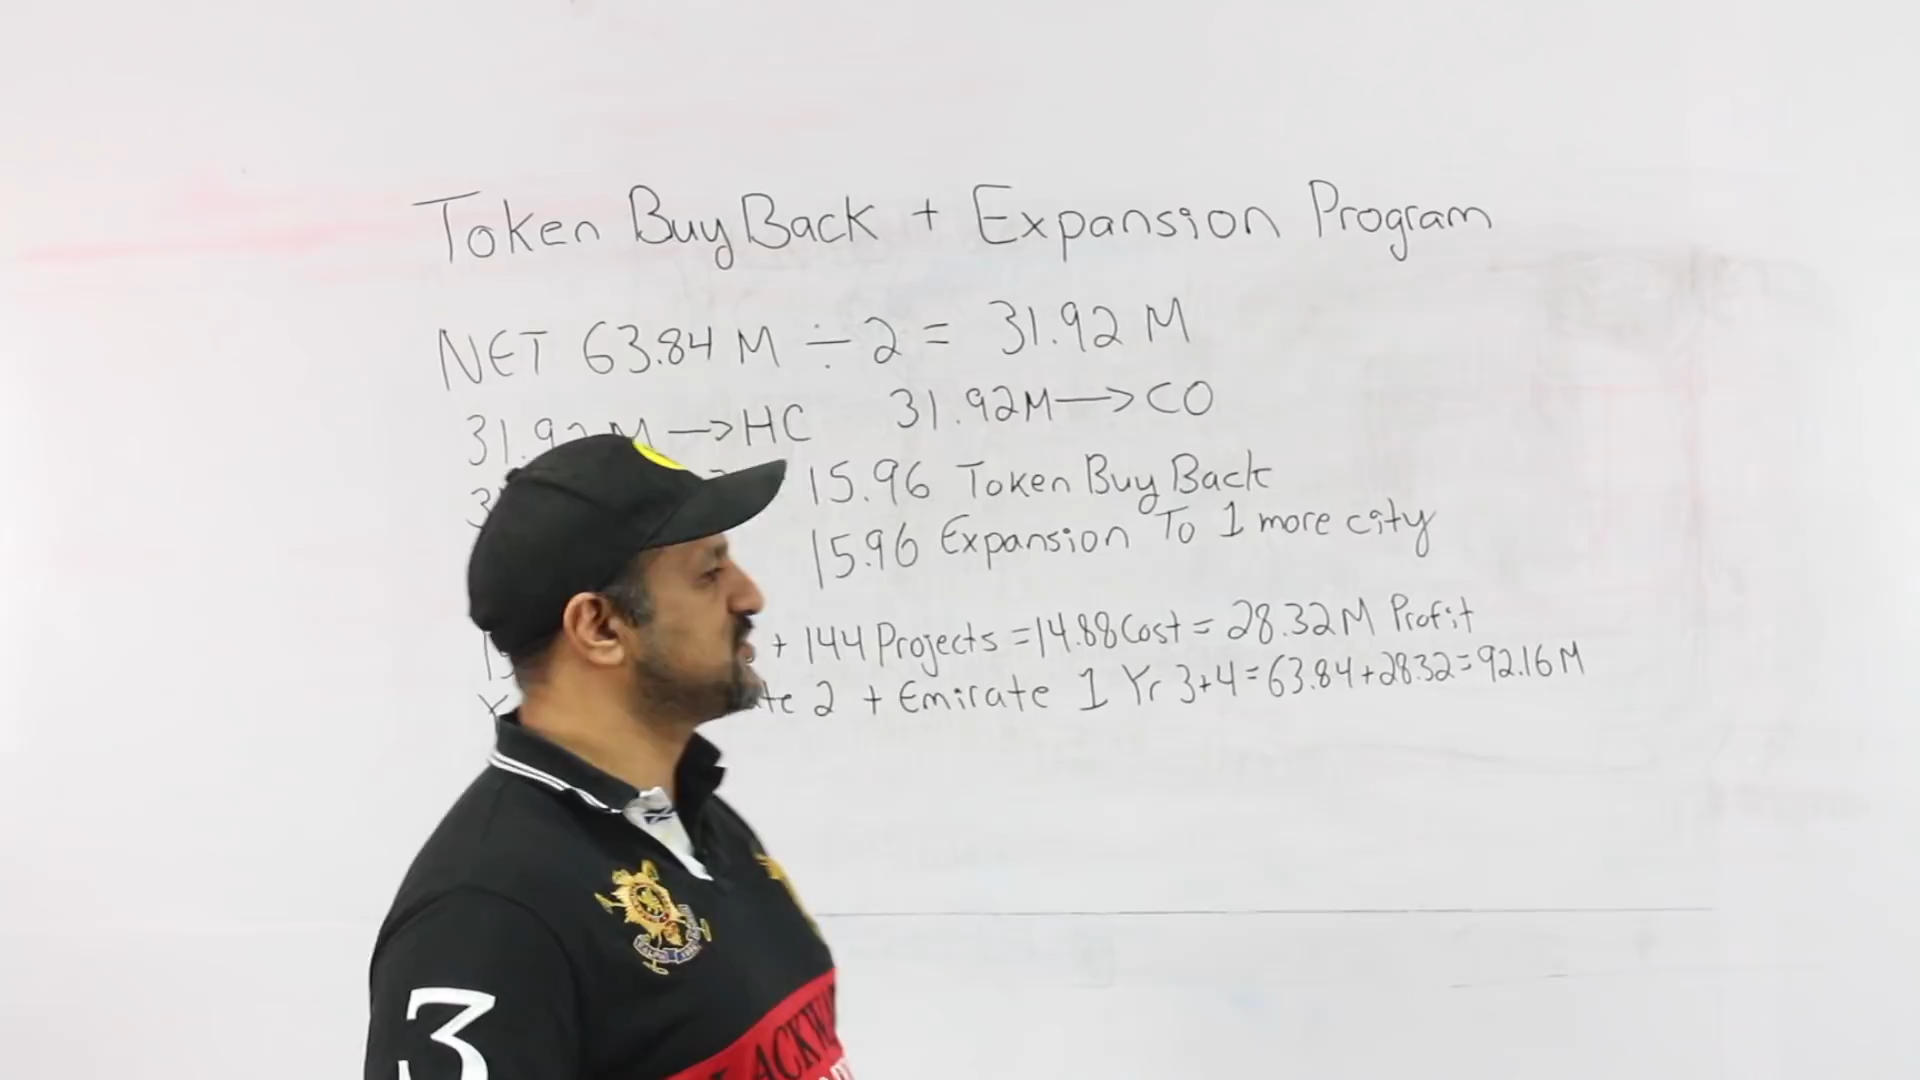 Token Buy Back + Expansion Program
NET 63.84 M ÷ 2 = 31.92 M
31.92 M → HC 31.92M → CO
15.96 Token Buy Back
15.96 Expansion To 1 more city
+ 144 Projects = 14.88 Cost = 28.32M Profit
2 + Emirate 1 Yr 3+4 = 63.84 + 28.32 = 92.16 M
3